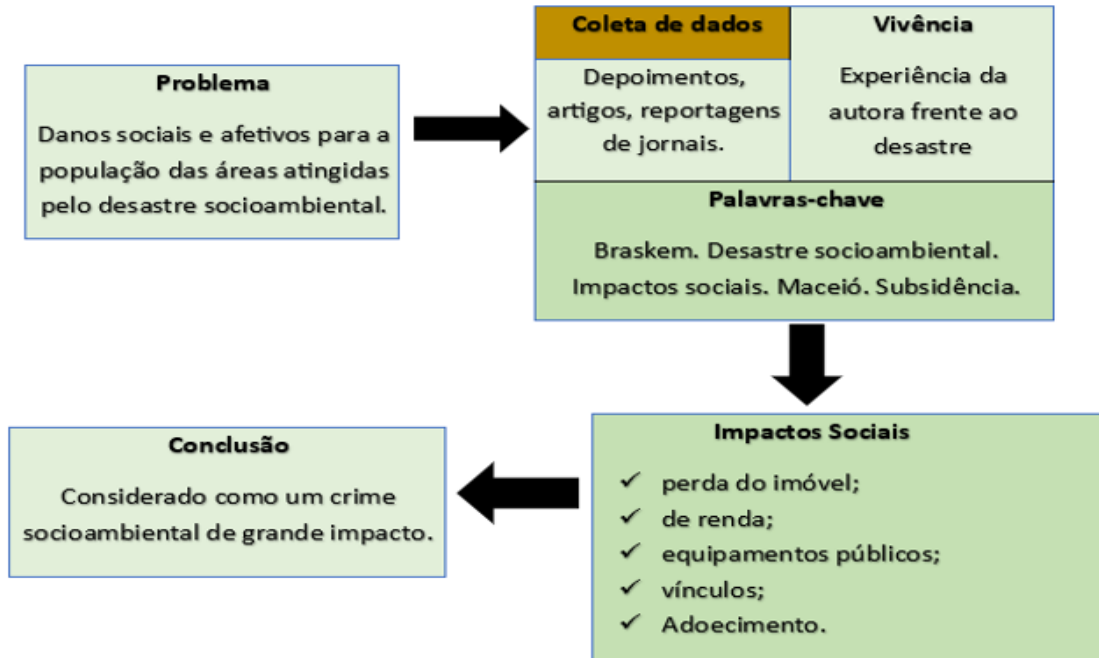 Problema
Danos sociais e afetivos para a
população das áreas atingidas
pelo desastre socioambiental.
Coleta de dados
Depoimentos,
artigos, reportagens
de jornais.
Vivência
Experiência da
autora frente ao
desastre
Palavras-chave
Braskem. Desastre socioambiental.
Impactos sociais. Maceió. Subsidência.
Impactos Sociais
✓ perda do imóvel;
✓ de renda;
✓ equipamentos públicos;
✓ vínculos;
✓ Adoecimento.
Conclusão
Considerado como um crime
socioambiental de grande impacto.